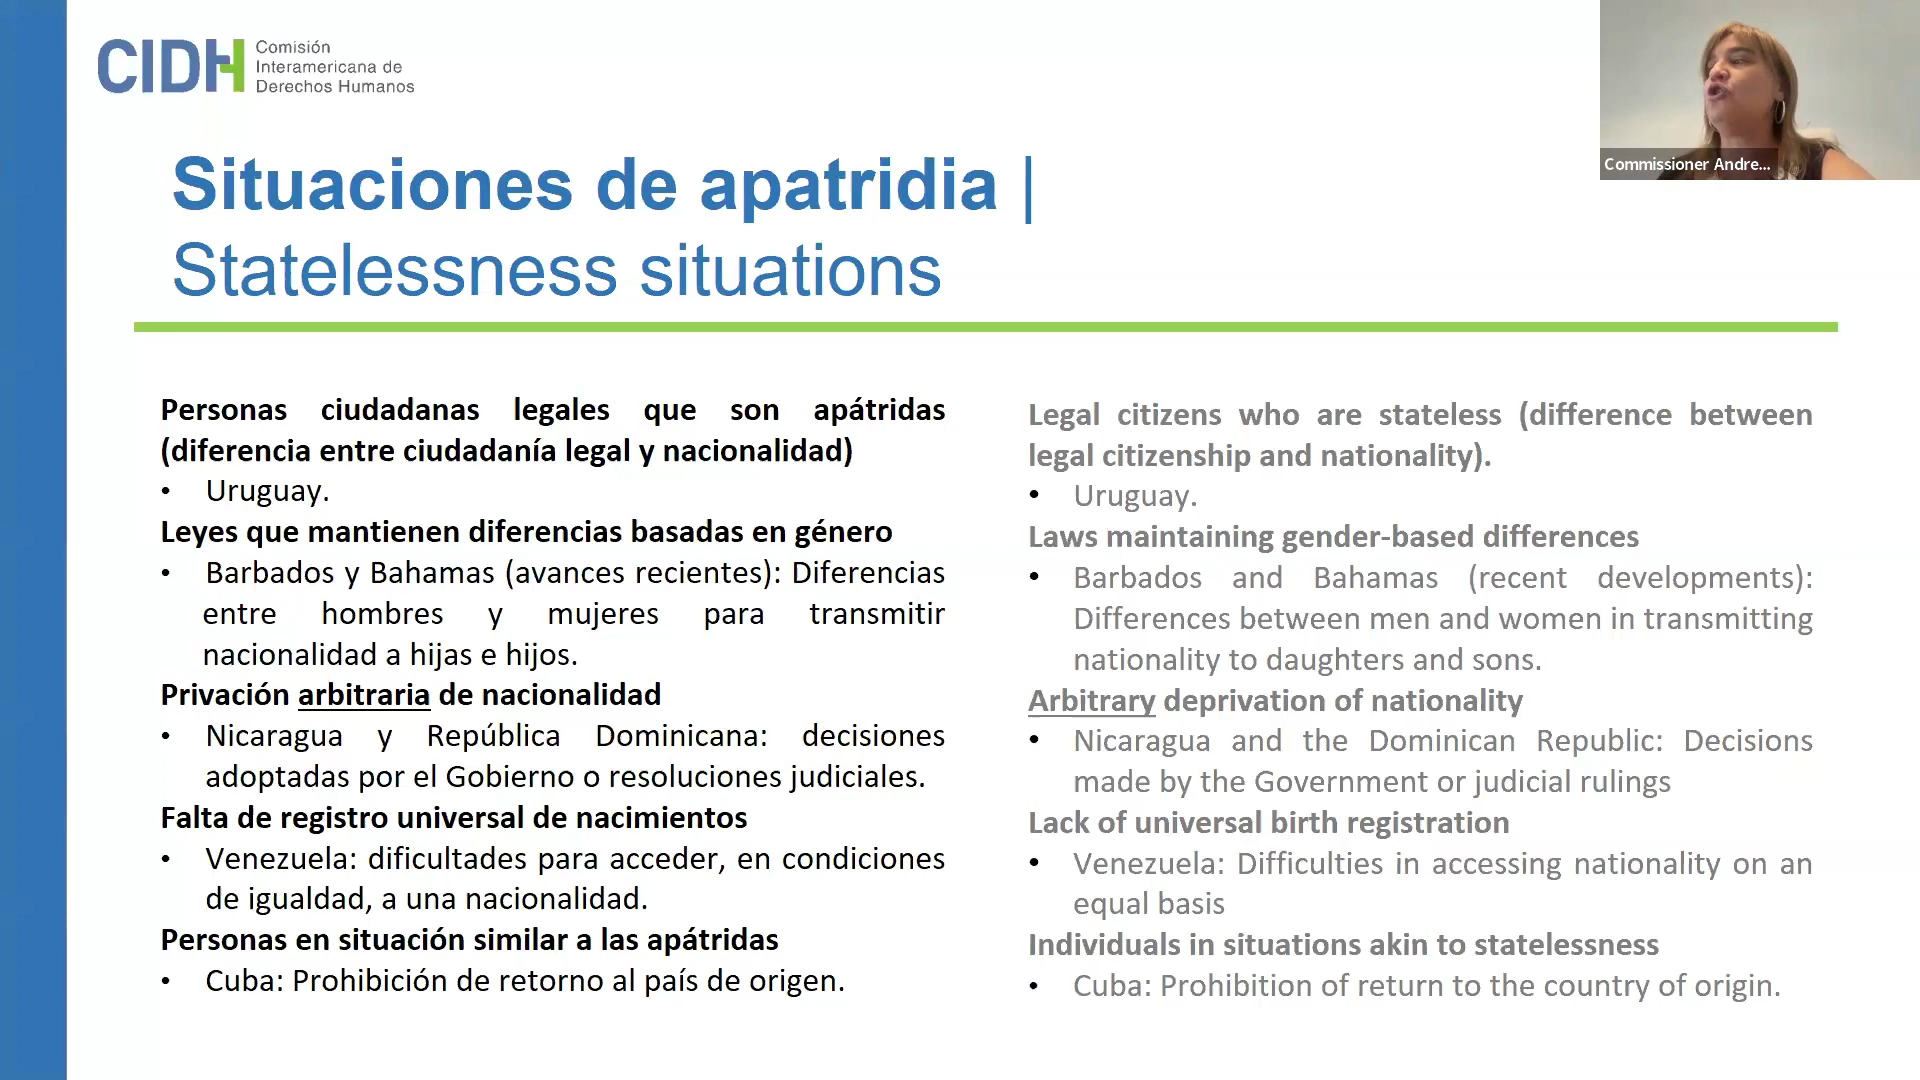 CIDH
Comisión
Interamericana de
Derechos Humanos
Commissioner Andre...
Situaciones de apatridia |
Statelessness situations
Personas ciudadanas legales que son apátridas
(diferencia entre ciudadanía legal y nacionalidad)
• Uruguay.
Leyes que mantienen diferencias basadas en género
• Barbados y Bahamas (avances recientes): Diferencias
entre hombres y mujeres para transmitir
nacionalidad a hijas e hijos.
Privación arbitraria de nacionalidad
• Nicaragua y República Dominicana: decisiones
adoptadas por el Gobierno o resoluciones judiciales.
Falta de registro universal de nacimientos
• Venezuela: dificultades para acceder, en condiciones
de igualdad, a una nacionalidad.
Personas en situación similar a las apátridas
• Cuba: Prohibición de retorno al país de origen.
Legal citizens who are stateless (difference between
legal citizenship and nationality).
• Uruguay.
Laws maintaining gender-based differences
• Barbados and Bahamas (recent developments):
Differences between men and women in transmitting
nationality to daughters and sons.
Arbitrary deprivation of nationality
• Nicaragua and the Dominican Republic: Decisions
made by the Government or judicial rulings
Lack of universal birth registration
• Venezuela: Difficulties in accessing nationality on an
equal basis
Individuals in situations akin to statelessness
• Cuba: Prohibition of return to the country of origin.